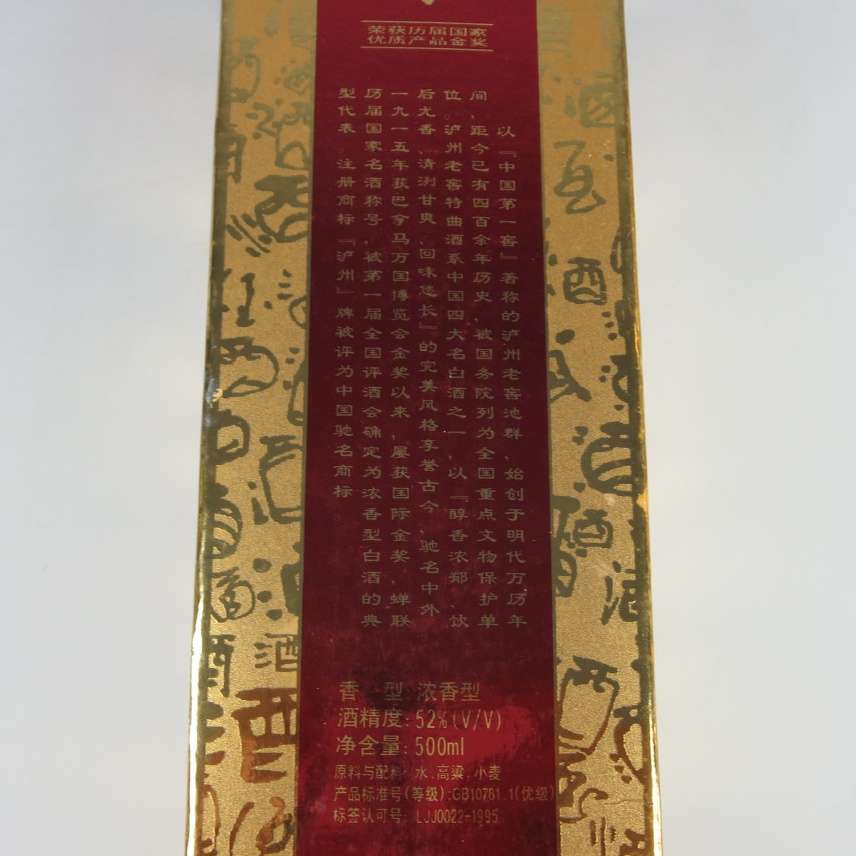 荣获历届国家
优质产品金奖
以『中国第一窖』著称的泸州老窖池群、始创于明代万历年
间、距今已有四百余年历史、被国务院列为全国重点文物保护单
位。泸州老窖特曲酒系中国四大名白酒之一、以『醇香浓郁、饮
后尤香、清冽甘爽、回味悠长』的完美风格享誉古今、驰名中外
一九一五年获巴拿马万国博览会金奖以来，屡获国际金奖、蝉联
历届国家名酒称号、被第一届全国评酒会确定为浓香型白酒的典
型代表。注册商标『泸州』牌被评为中国驰名商标
香 型:浓香型
酒精度:52%(V/V)
净含量:500ml
原料与配料:水、高粱、小麦
产品标准号(等级):GB10781.1(优级)
标签认可号:LJJ0022-1995